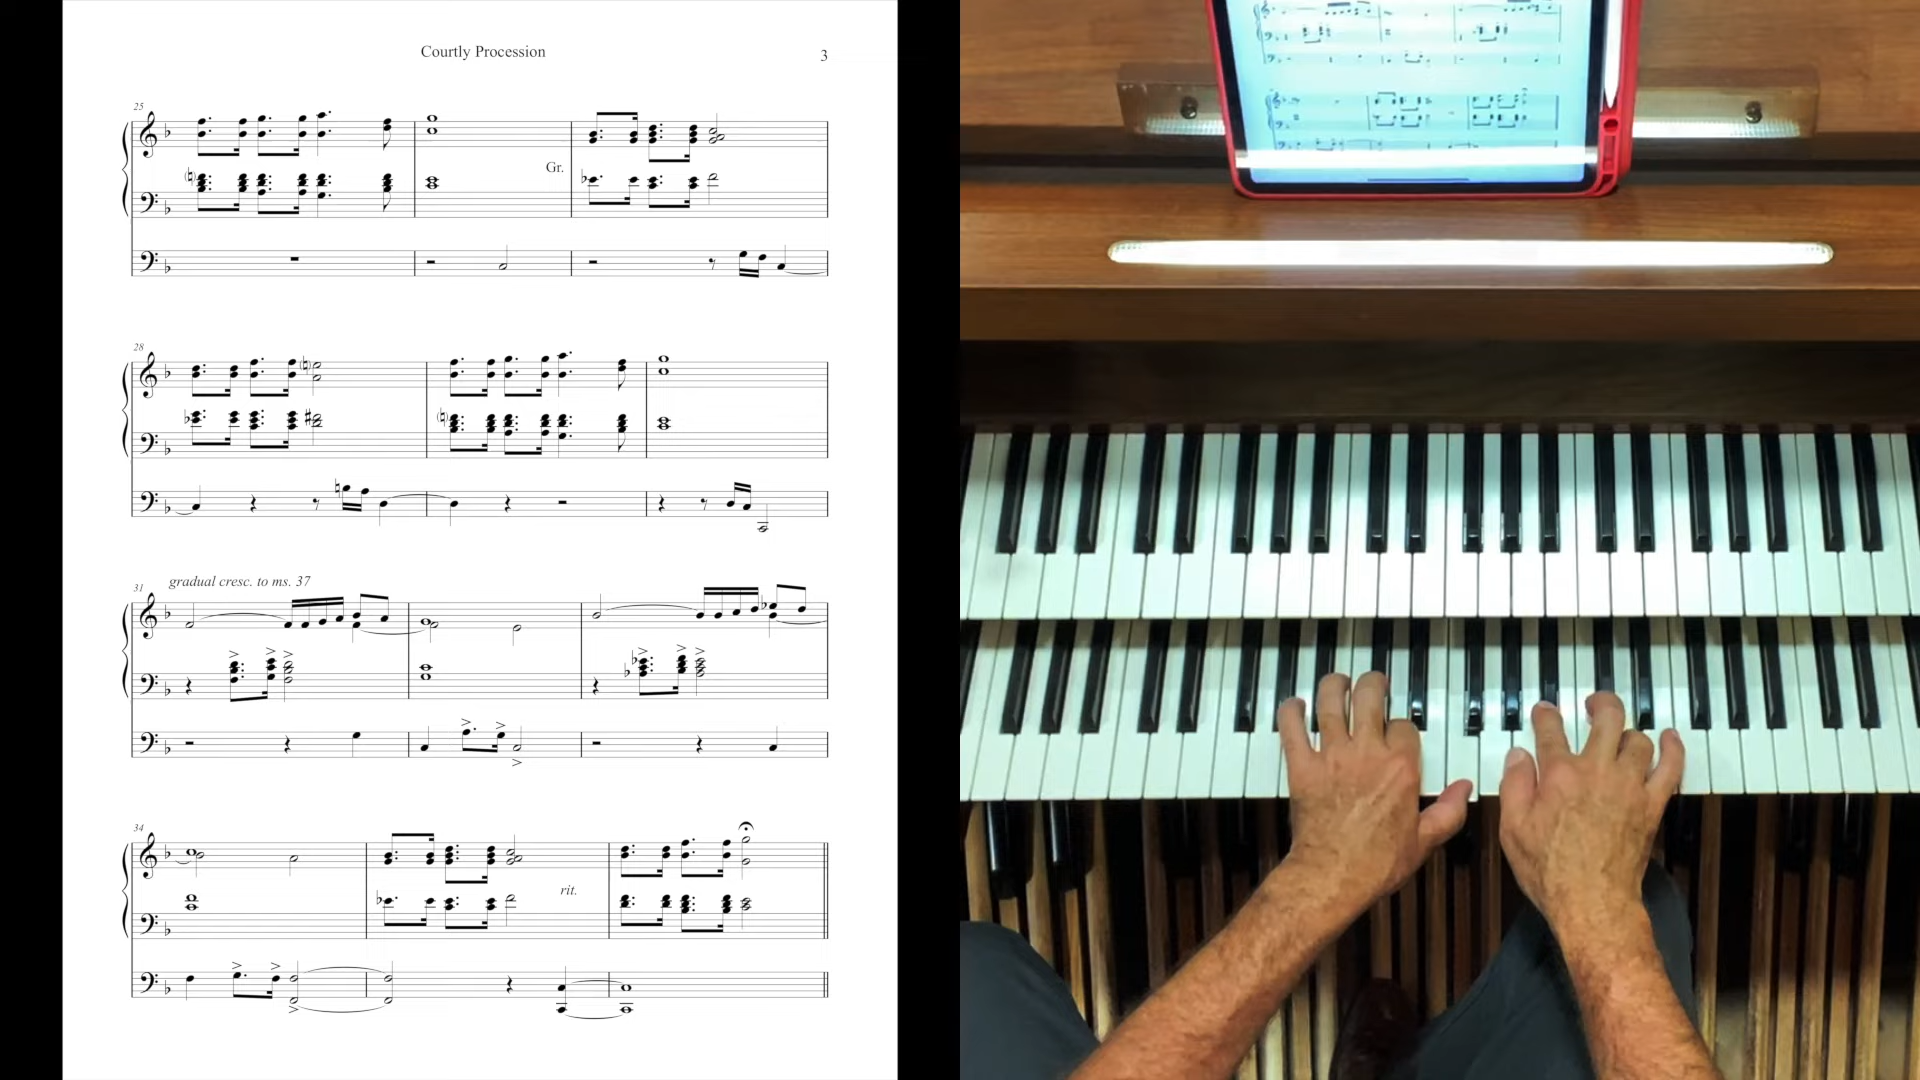 Courtly Procession
3
25
Gr.
28
gradual cresc. to ms. 37
31
34
rit.